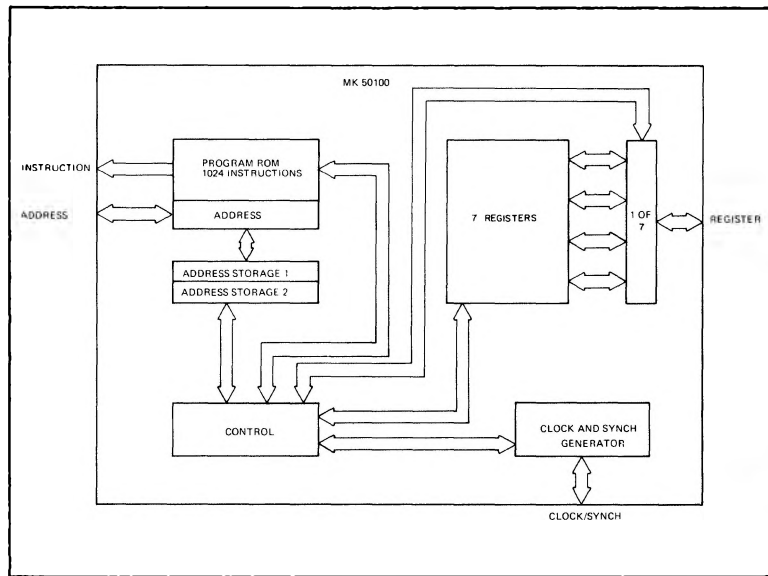 MK 50100
INSTRUCTION
PROGRAM ROM
1024 INSTRUCTIONS
ADDRESS
ADDRESS
ADDRESS STORAGE 1
ADDRESS STORAGE 2
7 REGISTERS
1 OF
7
REGISTER
CONTROL
CLOCK AND SYNCH
GENERATOR
CLOCK/SYNCH